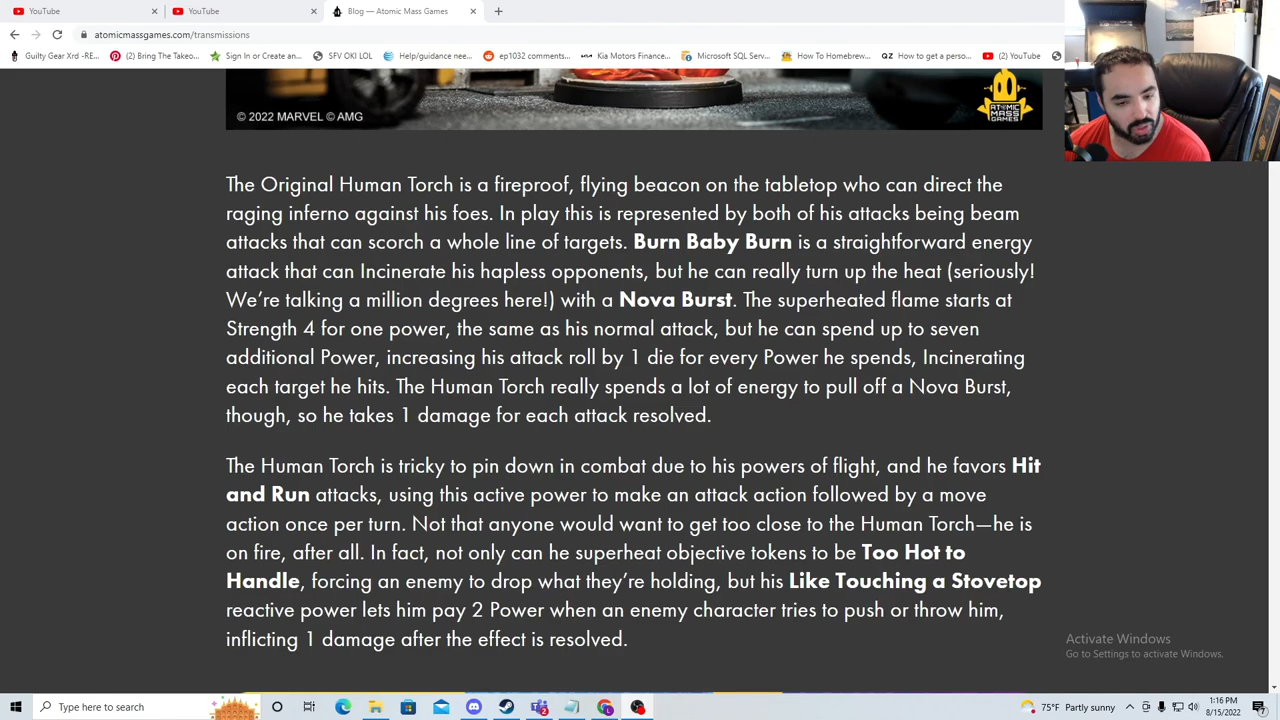 YouTube
YouTube
Blog — Atomic Mass Games
atomicmassgames.com/transmissions
Guilty Gear Xrd -RE...
(2) Bring The Takeo...
Sign In or Create an...
SFV OKI LOL
Help/guidance need...
ep1032 comments...
Kia Motors Finance...
Microsoft SQL Serv...
How To Homebrew...
QZ How to get a perso...
(2) YouTube
© 2022 MARVEL © AMG
ATOMIC
MASS
GAMES
The Original Human Torch is a fireproof, flying beacon on the tabletop who can direct the
raging inferno against his foes. In play this is represented by both of his attacks being beam
attacks that can scorch a whole line of targets. Burn Baby Burn is a straightforward energy
attack that can Incinerate his hapless opponents, but he can really turn up the heat (seriously!
We're talking a million degrees here!) with a Nova Burst. The superheated flame starts at
Strength 4 for one power, the same as his normal attack, but he can spend up to seven
additional Power, increasing his attack roll by 1 die for every Power he spends, Incinerating
each target he hits. The Human Torch really spends a lot of energy to pull off a Nova Burst,
though, so he takes 1 damage for each attack resolved.
The Human Torch is tricky to pin down in combat due to his powers of flight, and he favors Hit
and Run attacks, using this active power to make an attack action followed by a move
action once per turn. Not that anyone would want to get too close to the Human Torch—he is
on fire, after all. In fact, not only can he superheat objective tokens to be Too Hot to
Handle, forcing an enemy to drop what they're holding, but his Like Touching a Stovetop
reactive power lets him pay 2 Power when an enemy character tries to push or throw him,
inflicting 1 damage after the effect is resolved.
Activate Windows
Go to Settings to activate Windows.
Type here to search
75°F Partly sunny
1:16 PM
8/15/2022